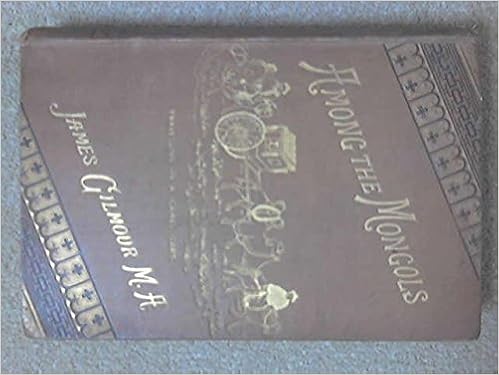 AMONG THE MONGOLS
JAMES GILMOUR M.A.